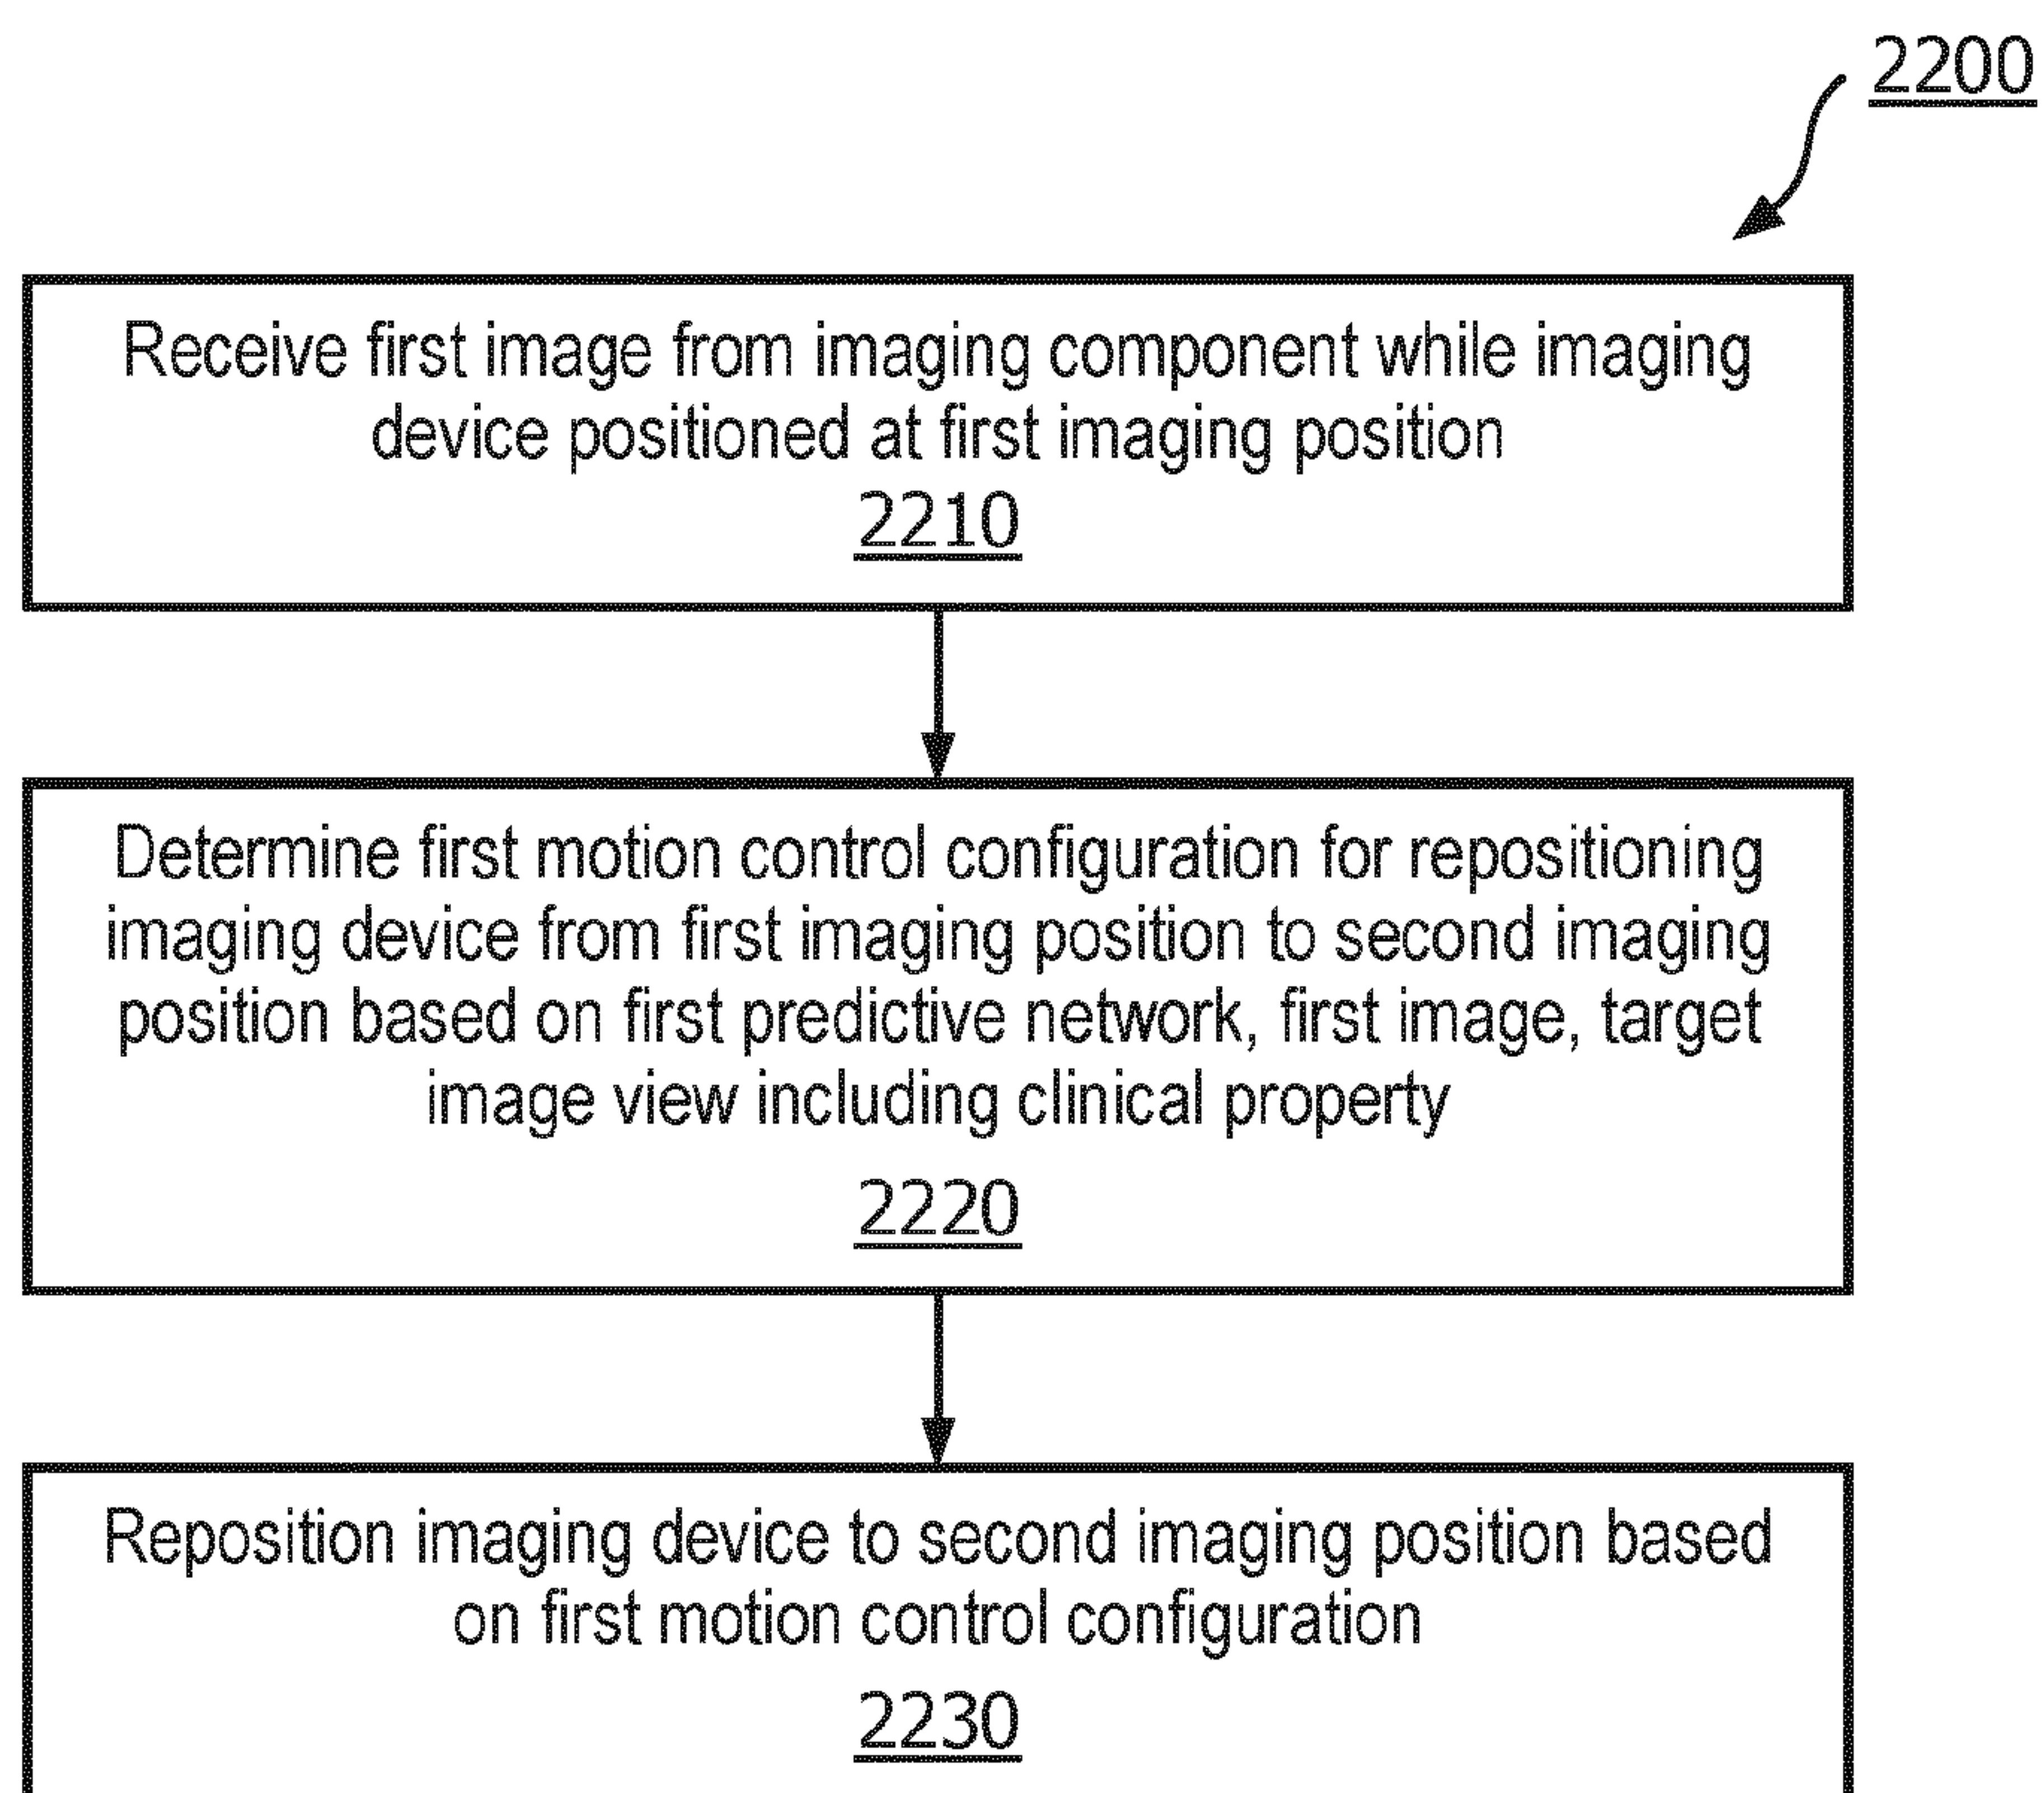 2200
Receive first image from imaging component while imaging
device positioned at first imaging position
2210
Determine first motion control configuration for repositioning
imaging device from first imaging position to second imaging
position based on first predictive network, first image, target
image view including clinical property
2220
Reposition imaging device to second imaging position based
on first motion control configuration
2230